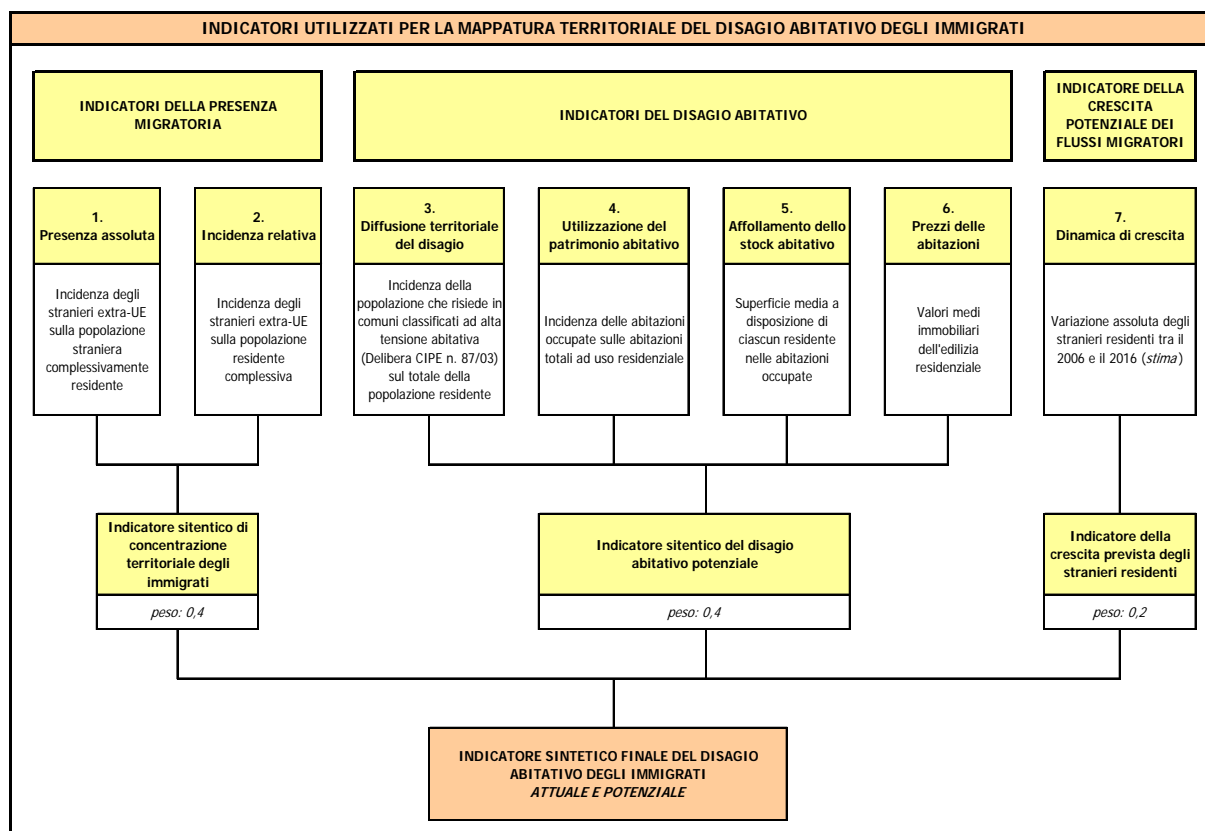 INDICATORI UTILIZZATI PER LA MAPPATURA TERRITORIALE DEL DISAGIO ABITATIVO DEGLI IMMIGRATI
INDICATORI DELLA PRESENZA
MIGRATORIA
INDICATORI DEL DISAGIO ABITATIVO
INDICATORE DELLA
CRESCITA
POTENZIALE DEI
FLUSSI MIGRATORI
1.
Presenza assoluta
2.
Incidenza relativa
3.
Diffusione territoriale
del disagio
4.
Utilizzazione del
patrimonio abitativo
5.
Affollamento dello
stock abitativo
6.
Prezzi delle
abitazioni
7.
Dinamica di crescita
Incidenza degli
stranieri extra-UE
sulla popolazione
straniera
complessivamente
residente
Incidenza degli
stranieri extra-UE
sulla popolazione
residente
complessiva
Incidenza della
popolazione che risiede in
comuni classificati ad alta
tensione abitativa
(Delibera CIPE n. 87/03)
sul totale della
popolazione residente
Incidenza delle abitazioni
occupate sulle abitazioni
totali ad uso residenziale
Superficie media a
disposizione di
ciascun residente
nelle abitazioni
occupate
Valori medi
immobiliari
dell'edilizia
residenziale
Variazione assoluta degli
stranieri residenti tra il
2006 e il 2016 (stima)
Indicatore sitentico di
concentrazione
territoriale degli
immigrati
peso: 0,4
Indicatore sitentico del disagio
abitativo potenziale
peso: 0,4
Indicatore della
crescita prevista degli
stranieri residenti
peso: 0,2
INDICATORE SINTETICO FINALE DEL DISAGIO
ABITATIVO DEGLI IMMIGRATI
ATTUALE E POTENZIALE